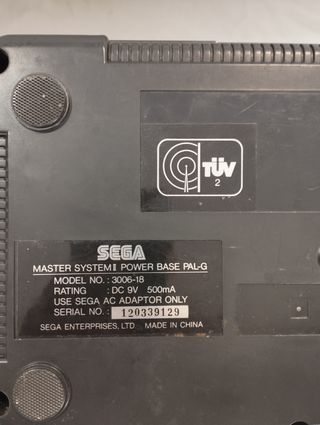 TÜV
2
SEGA
MASTER SYSTEM II POWER BASE PAL-G
MODEL NO. : 3006-18
RATING : DC 9V 500mA
USE SEGA AC ADAPTOR ONLY
SERIAL NO. : 120339129
SEGA ENTERPRISES, LTD MADE IN CHINA